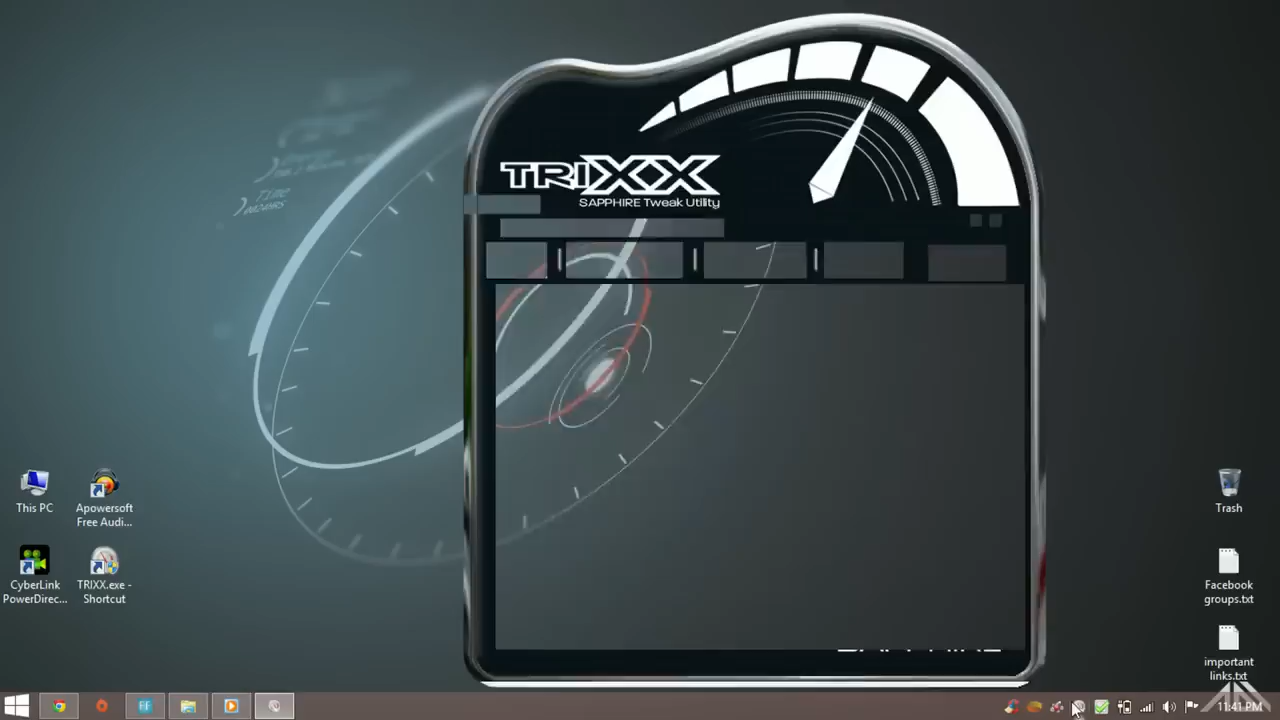 TRIXX
SAPPHIRE Tweak Utility
This PC
Apowersoft
Free Audi...
CyberLink
PowerDirec...
TRIXX.exe -
Shortcut
Trash
Facebook
groups.txt
important
links.txt
11:41 PM